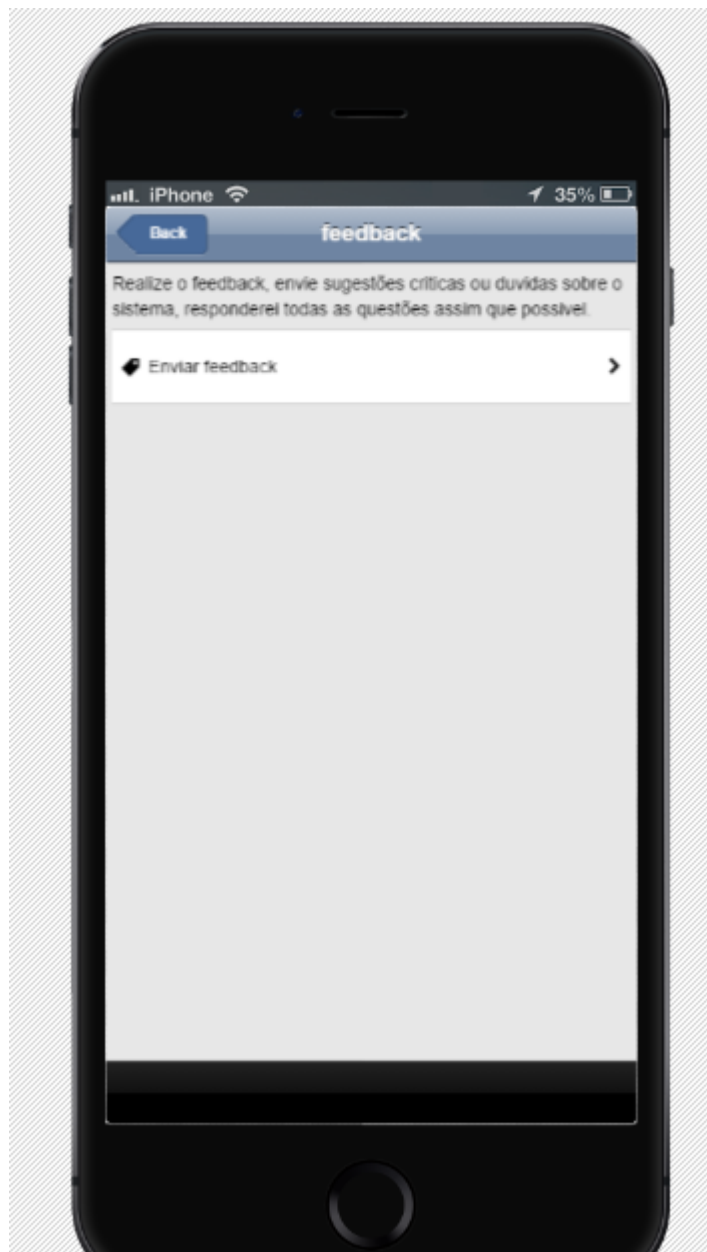 iPhone 35%
Back feedback
Realize o feedback, envie sugestões criticas ou duvidas sobre o
sistema, responderei todas as questões assim que possivel.
Enviar feedback